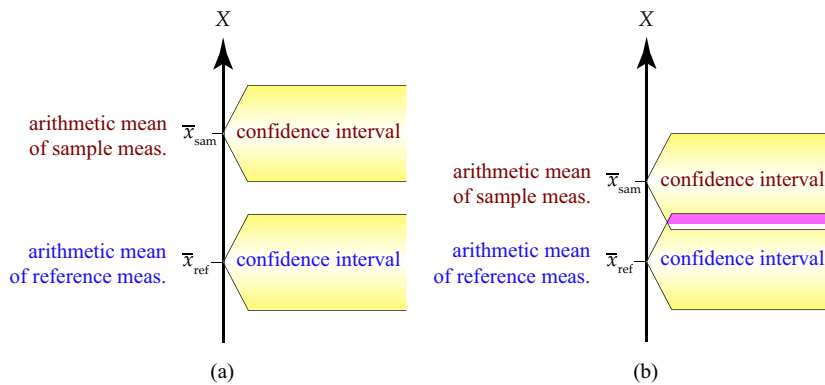 X
arithmetic mean
of sample meas.
x̅sam
confidence interval
arithmetic mean
of reference meas.
x̅ref
confidence interval
(a)
X
arithmetic mean
of sample meas.
x̅sam
confidence interval
arithmetic mean
of reference meas.
x̅ref
confidence interval
(b)